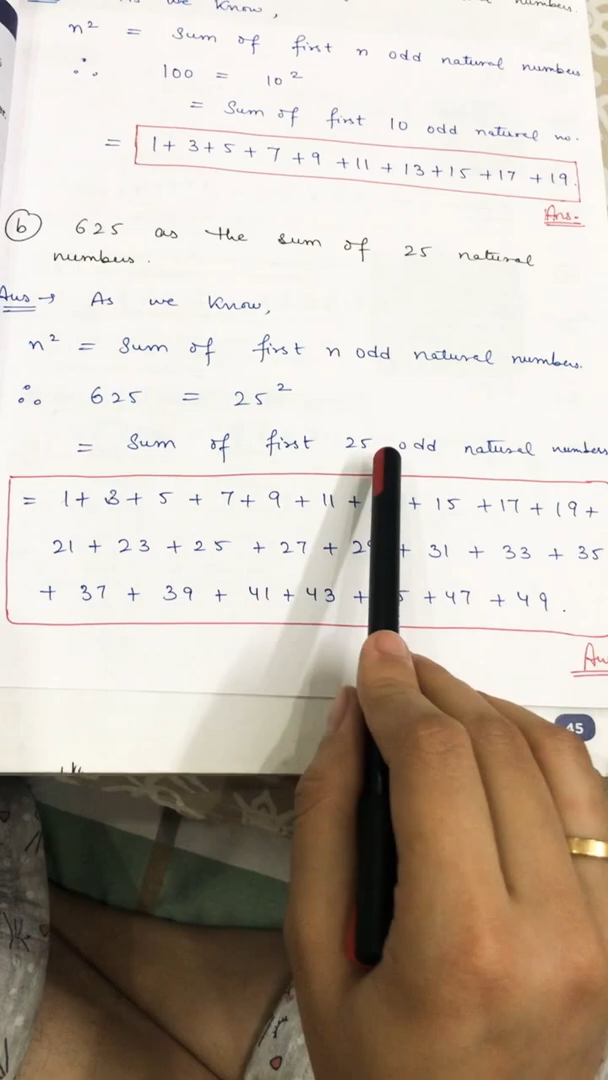 we know,
numbers.
n² = sum of first n odd natural numbers
∴ 100 = 10²
= Sum of first 10 odd natural no.
= 1+ 3+ 5 + 7 + 9 + 11 + 13 + 15 + 17 + 19.
Ans.
(b) 625 as the sum of 25 natural
numbers.
Ans → As we know,
n² = Sum of first n odd natural numbers.
∴ 625 = 25²
= Sum of first 25 odd natural numbers
= 1+ 3 + 5 + 7+ 9 + 11 + + 15 + 17 + 19 +
21 + 23 + 25 + 27 + + 31 + 33 + 35
+ 37 + 39 + 41 + 43 + + 47 + 49.
An
45